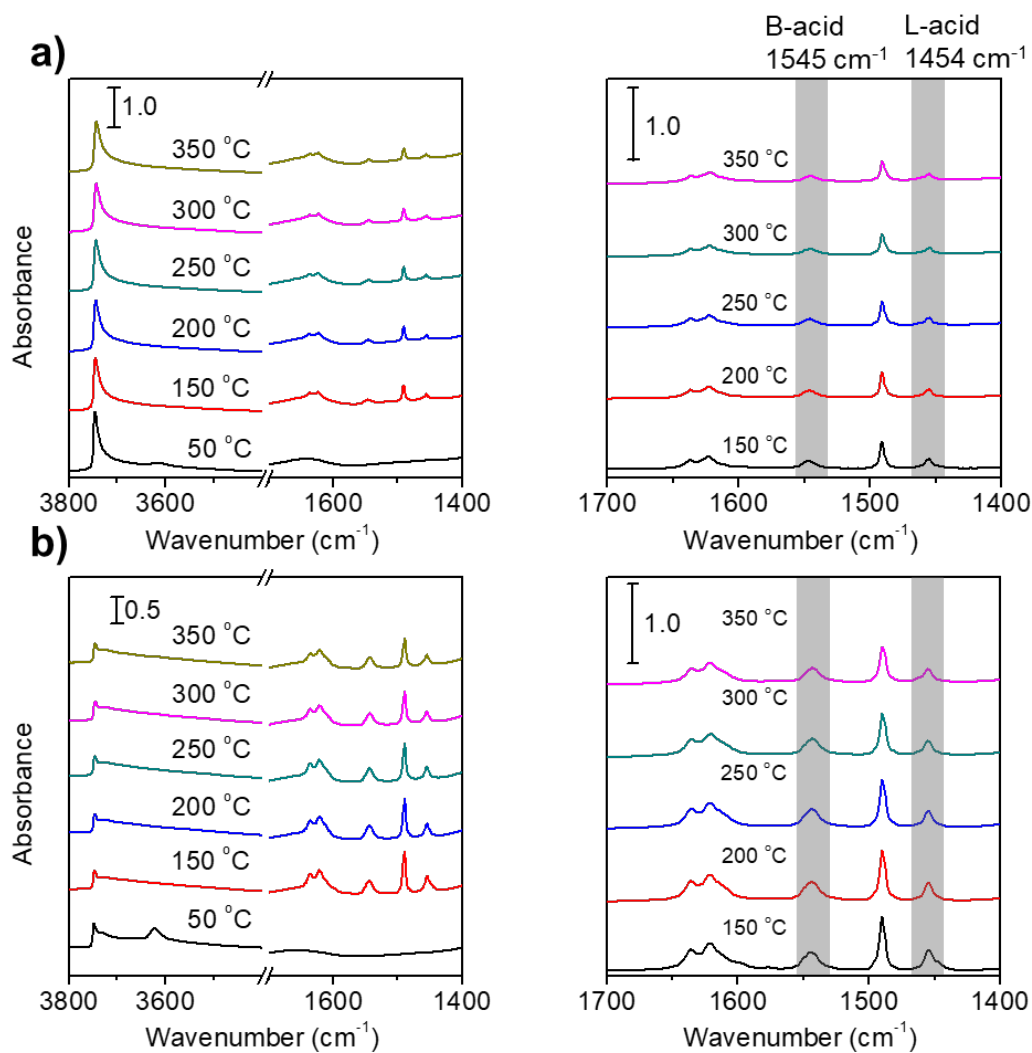 a)
B-acid
1545 cm⁻¹
L-acid
1454 cm⁻¹
Absorbance
1.0
350 °C
300 °C
250 °C
200 °C
150 °C
50 °C
3800 3600 1600 1400
Wavenumber (cm⁻¹)
1.0
350 °C
300 °C
250 °C
200 °C
150 °C
1700 1600 1500 1400
Wavenumber (cm⁻¹)
b)
Absorbance
0.5
350 °C
300 °C
250 °C
200 °C
150 °C
50 °C
3800 3600 1600 1400
Wavenumber (cm⁻¹)
1.0
350 °C
300 °C
250 °C
200 °C
150 °C
1700 1600 1500 1400
Wavenumber (cm⁻¹)